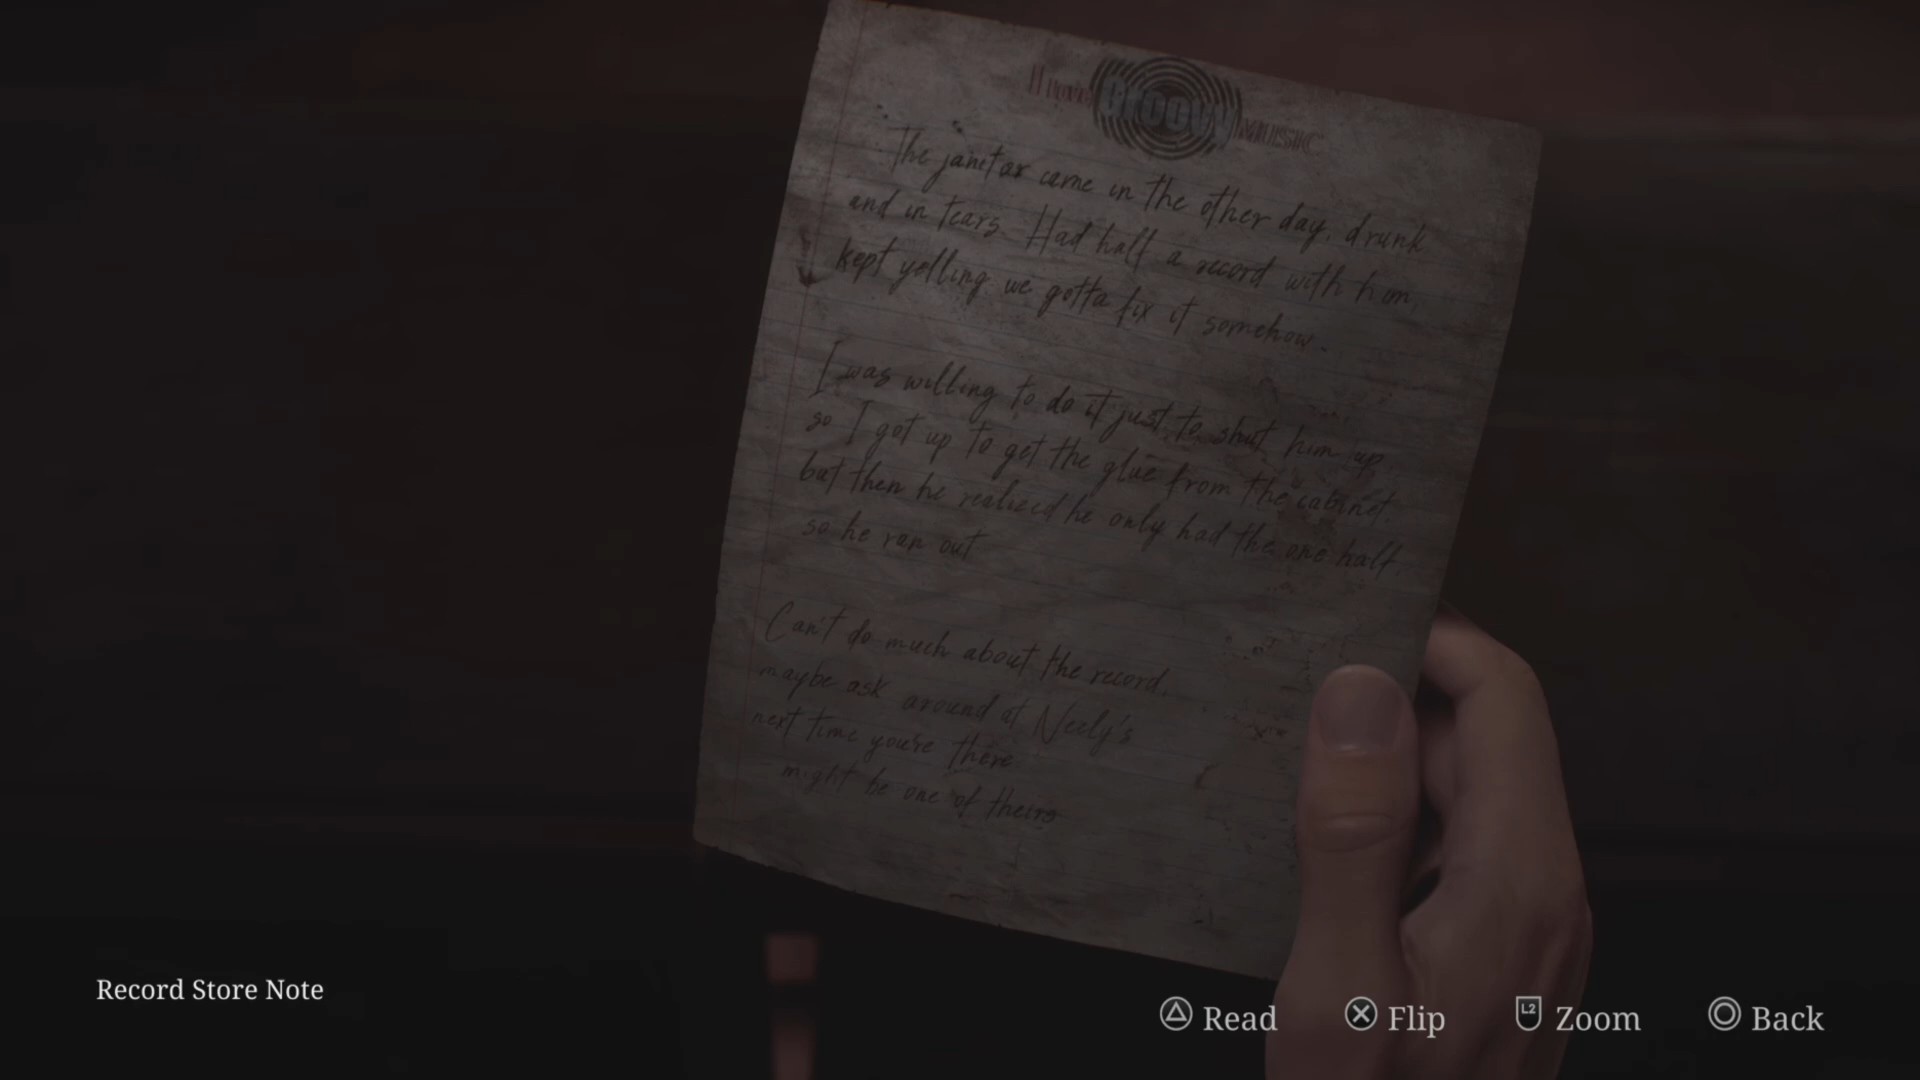 Groovy
MUSIC
The janitor came in the other day, drunk
and in tears. Had half a record with him,
kept yelling we gotta fix it somehow.
I was willing to do it just to shut him up
so I got up to get the glue from the cabinet.
but then he realized he only had the one half,
so he ran out
Can't do much about the record,
maybe ask around at Neely's
next time you're there
might be one of theirs
Record Store Note
Read
Flip
L2 Zoom
Back